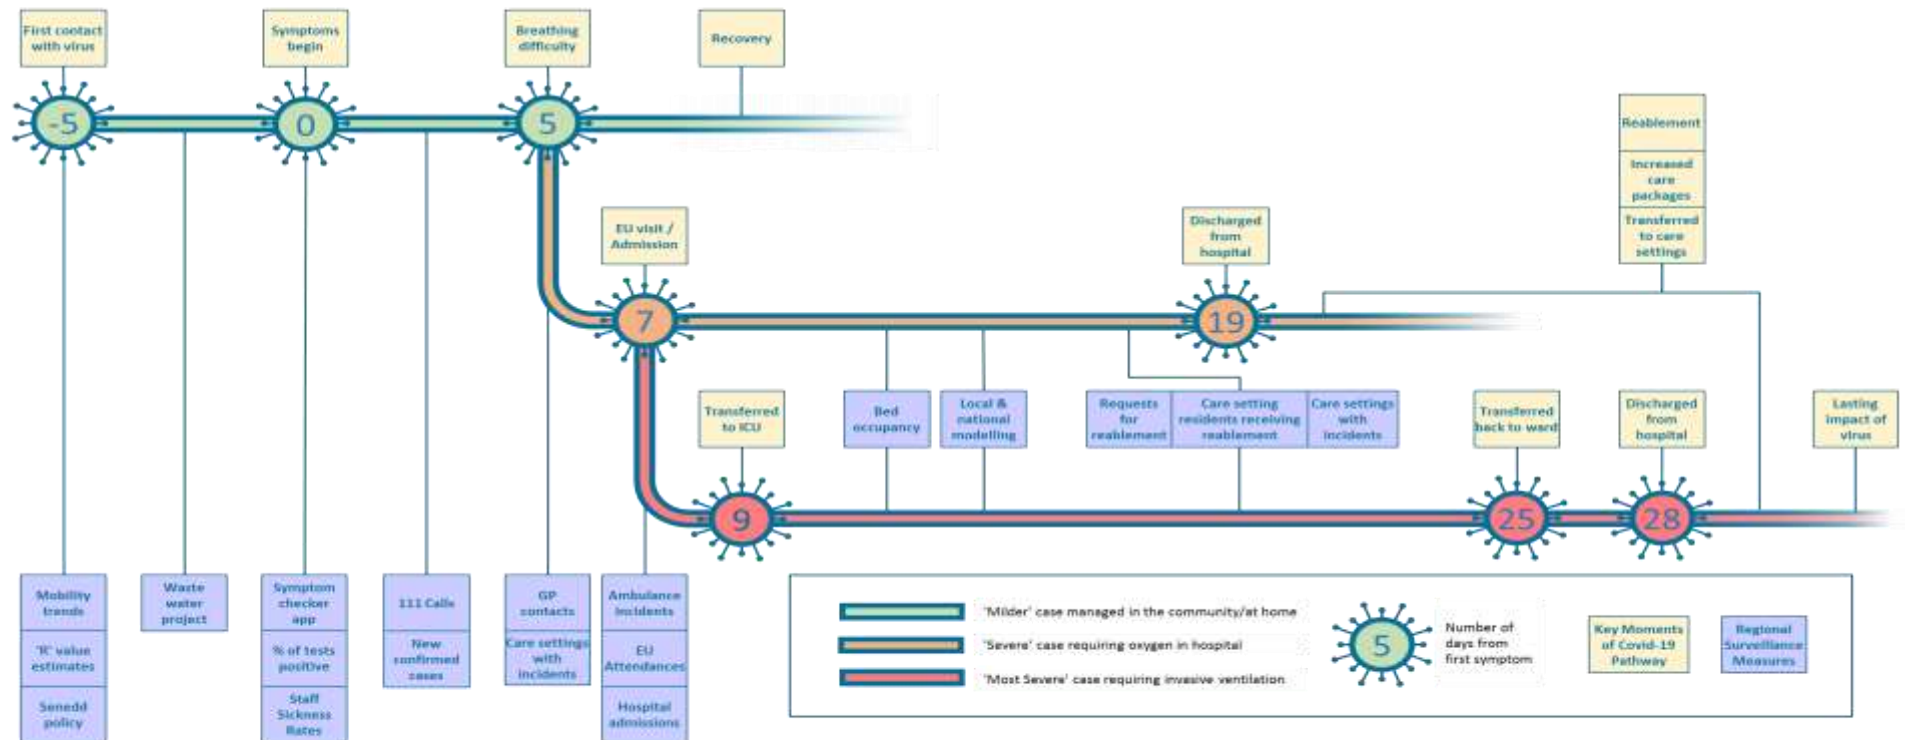 First contact
with virus
Symptoms
begin
Breathing
difficulty
Recovery
-5
0
5
Reablement
Increased
care
packages
Transferred
to care
settings
EU visit /
Admission
Discharged
from
hospital
7
19
Transferred
to ICU
Bed
occupancy
Local &
national
modelling
Requests
for
reablement
Care setting
residents receiving
reablement
Care settings
with
incidents
Transferred
back to ward
Discharged
from
hospital
Lasting
impact of
virus
9
25
28
Mobility
trends
'R' value
estimates
Senedd
policy
Waste
water
project
Symptom
checker
app
% of tests
positive
Staff
Sickness
Rates
111 Calls
New
confirmed
cases
GP
contacts
Care settings
with
incidents
Ambulance
Incidents
EU
Attendances
Hospital
admissions
'Milder' case managed in the community/at home
'Severe' case requiring oxygen in hospital
'Most Severe' case requiring invasive ventilation
5
Number of
days from
first symptom
Key Moments
of Covid-19
Pathway
Regional
Surveillance
Measures